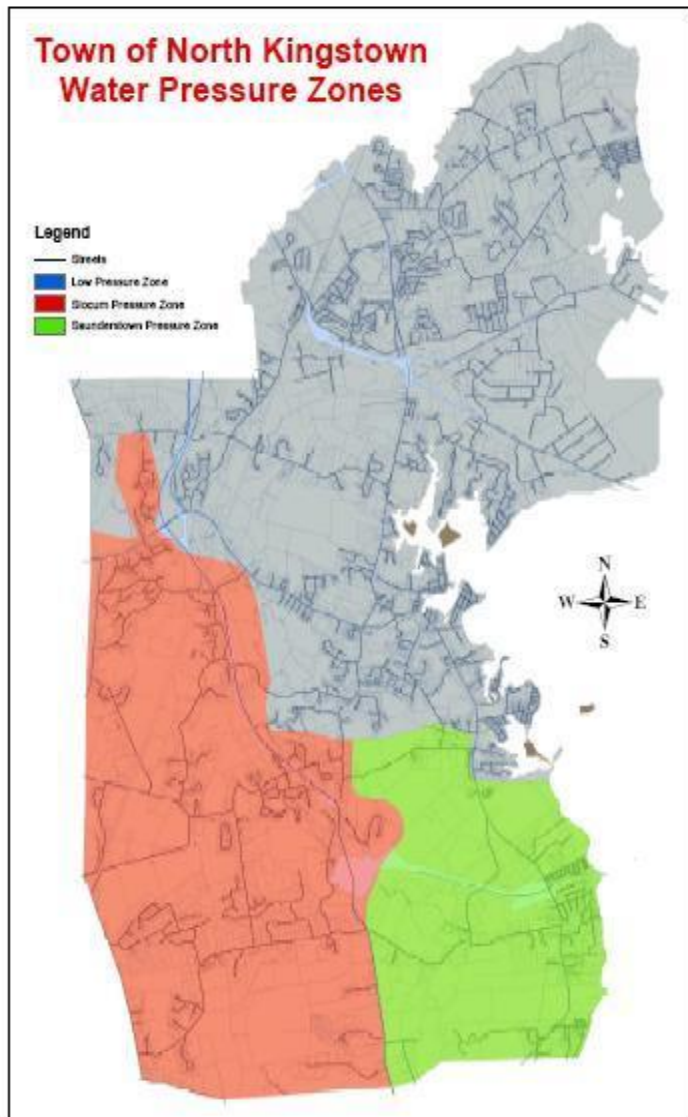 Town of North Kingstown
Water Pressure Zones
Legend
Streets
Low Pressure Zone
Slocum Pressure Zone
Saunderstown Pressure Zone
N
W E
S